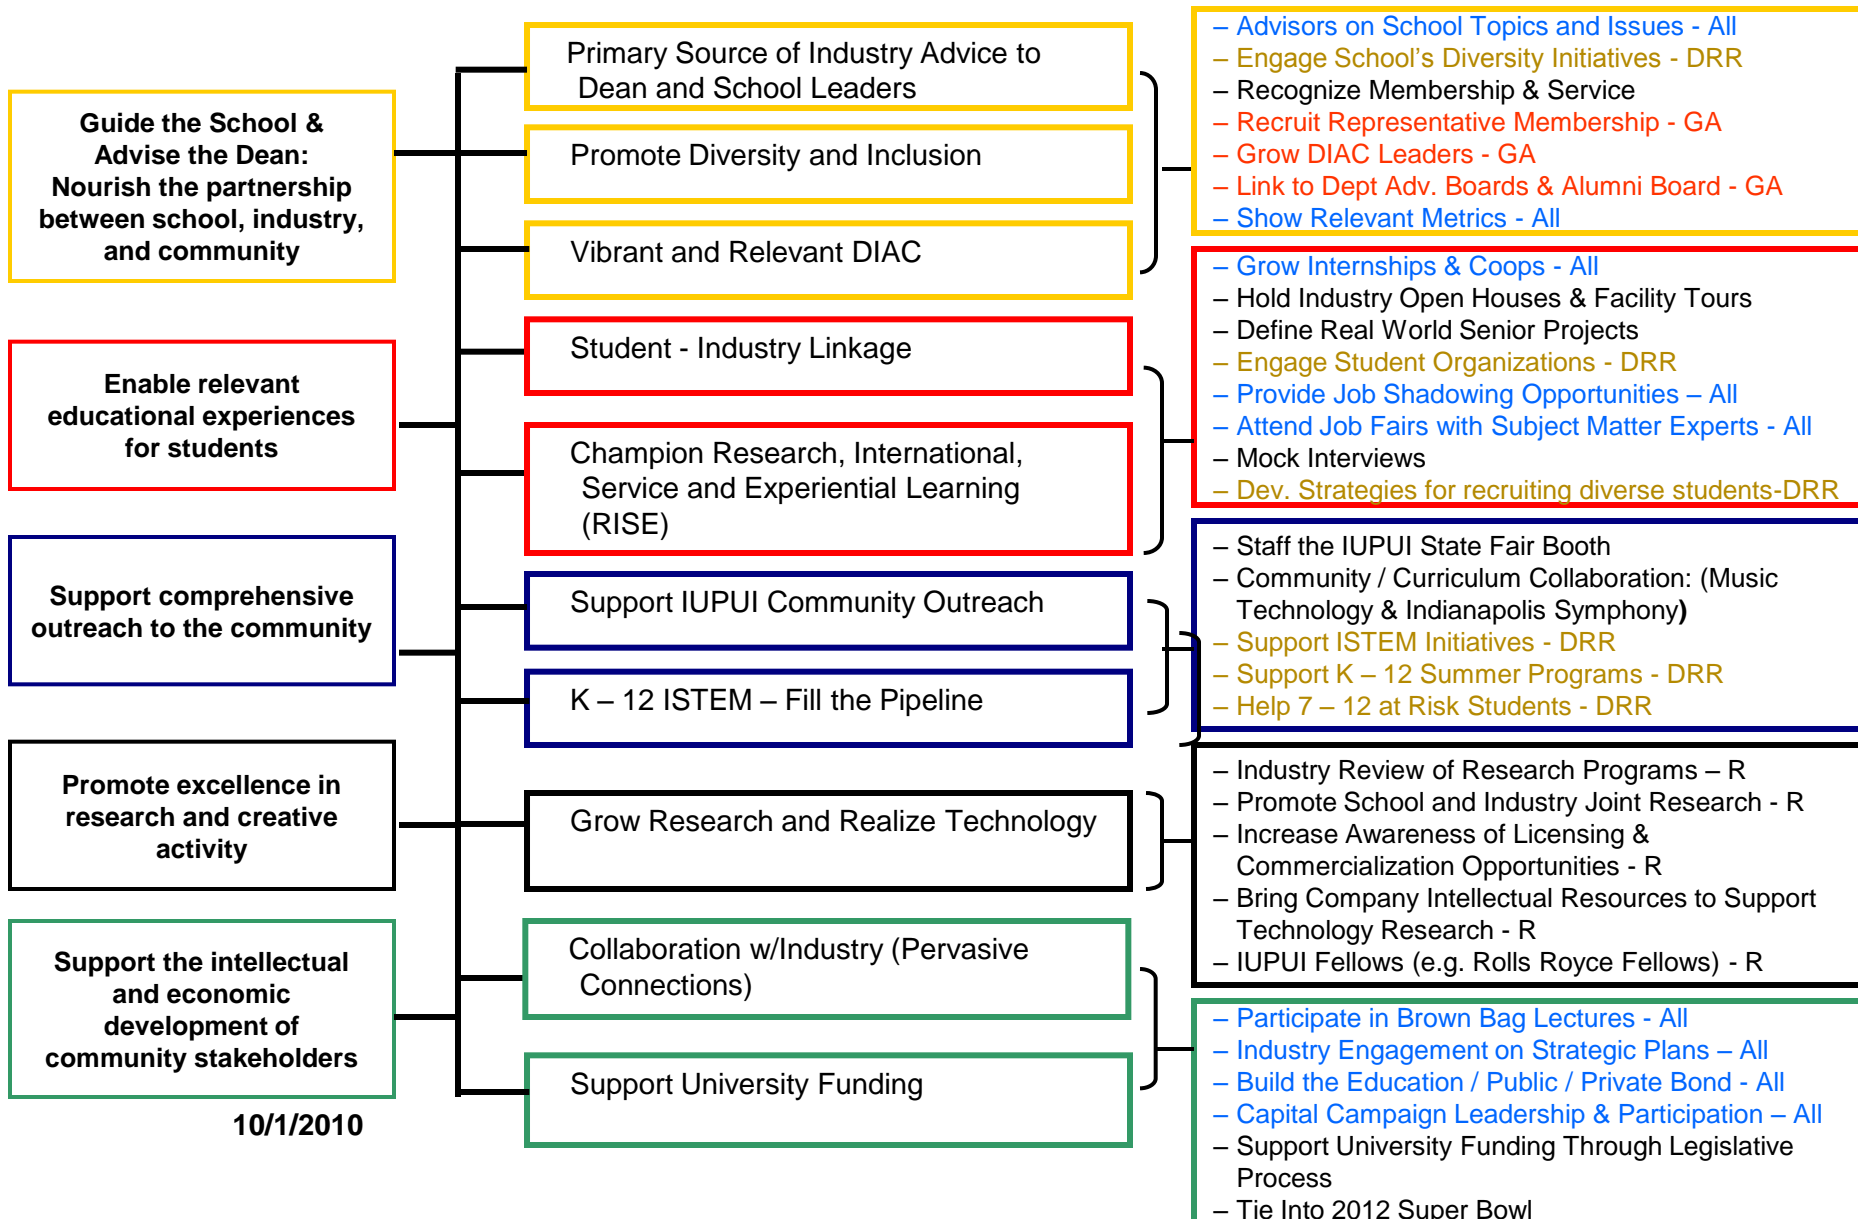 Guide the School &
Advise the Dean:
Nourish the partnership
between school, industry,
and community
Enable relevant
educational experiences
for students
Support comprehensive
outreach to the community
Promote excellence in
research and creative
activity
Support the intellectual
and economic
development of
community stakeholders
10/1/2010
Primary Source of Industry Advice to
Dean and School Leaders
Promote Diversity and Inclusion
Vibrant and Relevant DIAC
Student - Industry Linkage
Champion Research, International,
Service and Experiential Learning
(RISE)
Support IUPUI Community Outreach
K – 12 ISTEM – Fill the Pipeline
Grow Research and Realize Technology
Collaboration w/Industry (Pervasive
Connections)
Support University Funding
– Advisors on School Topics and Issues - All
– Engage School’s Diversity Initiatives - DRR
– Recognize Membership & Service
– Recruit Representative Membership - GA
– Grow DIAC Leaders - GA
– Link to Dept Adv. Boards & Alumni Board - GA
– Show Relevant Metrics - All
– Grow Internships & Coops - All
– Hold Industry Open Houses & Facility Tours
– Define Real World Senior Projects
– Engage Student Organizations - DRR
– Provide Job Shadowing Opportunities – All
– Attend Job Fairs with Subject Matter Experts - All
– Mock Interviews
– Dev. Strategies for recruiting diverse students-DRR
– Staff the IUPUI State Fair Booth
– Community / Curriculum Collaboration: (Music
Technology & Indianapolis Symphony)
– Support ISTEM Initiatives - DRR
– Support K – 12 Summer Programs - DRR
– Help 7 – 12 at Risk Students - DRR
– Industry Review of Research Programs – R
– Promote School and Industry Joint Research - R
– Increase Awareness of Licensing &
Commercialization Opportunities - R
– Bring Company Intellectual Resources to Support
Technology Research - R
– IUPUI Fellows (e.g. Rolls Royce Fellows) - R
– Participate in Brown Bag Lectures - All
– Industry Engagement on Strategic Plans – All
– Build the Education / Public / Private Bond - All
– Capital Campaign Leadership & Participation – All
– Support University Funding Through Legislative
Process
– Tie Into 2012 Super Bowl